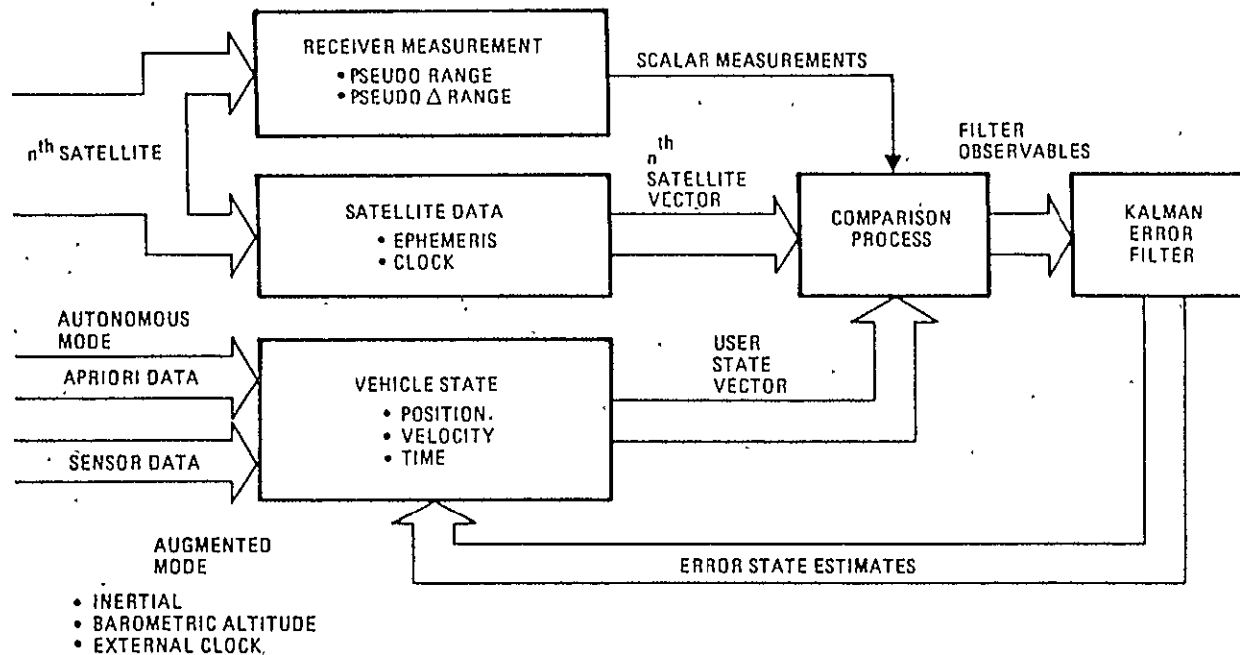 RECEIVER MEASUREMENT
• PSEUDO RANGE
• PSEUDO Δ RANGE
SCALAR MEASUREMENTS
nth SATELLITE
SATELLITE DATA
• EPHEMERIS
• CLOCK
nth
SATELLITE
VECTOR
FILTER
OBSERVABLES
COMPARISON
PROCESS
KALMAN
ERROR
FILTER
AUTONOMOUS
MODE
APRIORI DATA
SENSOR DATA
VEHICLE STATE
• POSITION.
• VELOCITY
• TIME
USER
STATE
VECTOR
ERROR STATE ESTIMATES
AUGMENTED
MODE
• INERTIAL
• BAROMETRIC ALTITUDE
• EXTERNAL CLOCK,